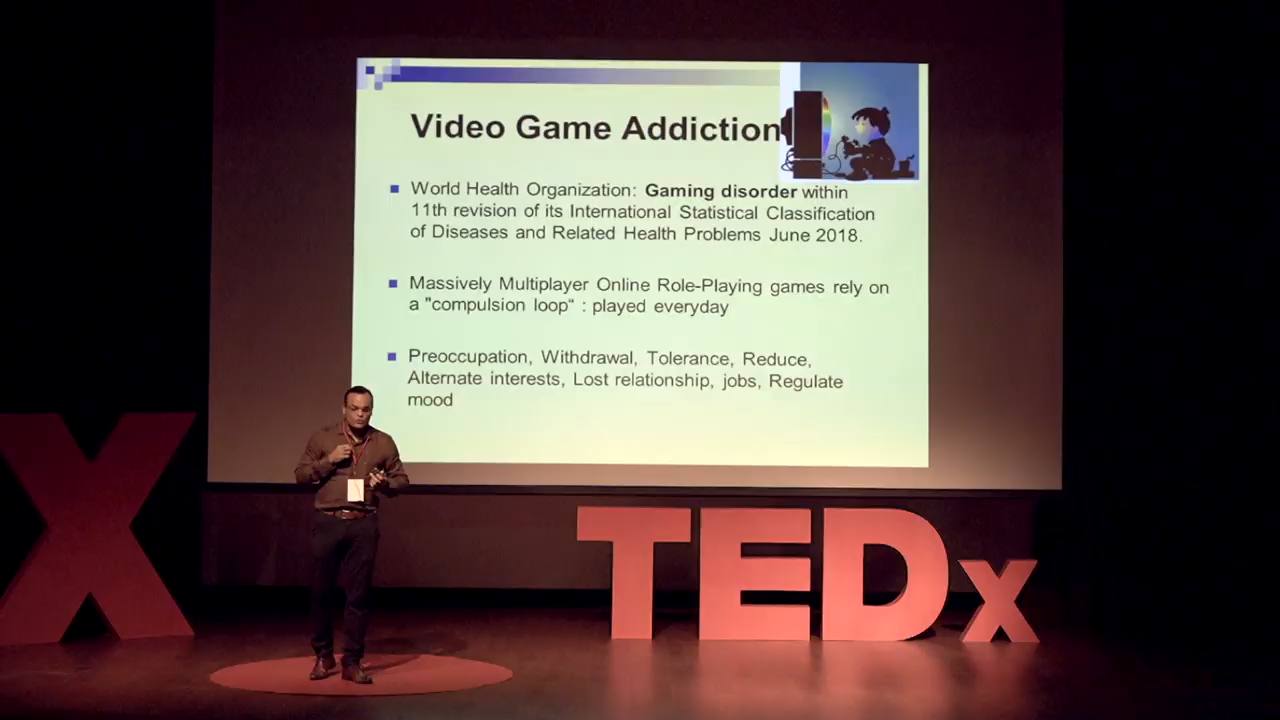 Video Game Addiction
World Health Organization: Gaming disorder within
11th revision of its International Statistical Classification
of Diseases and Related Health Problems June 2018.
Massively Multiplayer Online Role-Playing games rely on
a "compulsion loop“ : played everyday
Preoccupation, Withdrawal, Tolerance, Reduce,
Alternate interests, Lost relationship, jobs, Regulate
mood
X
TEDx